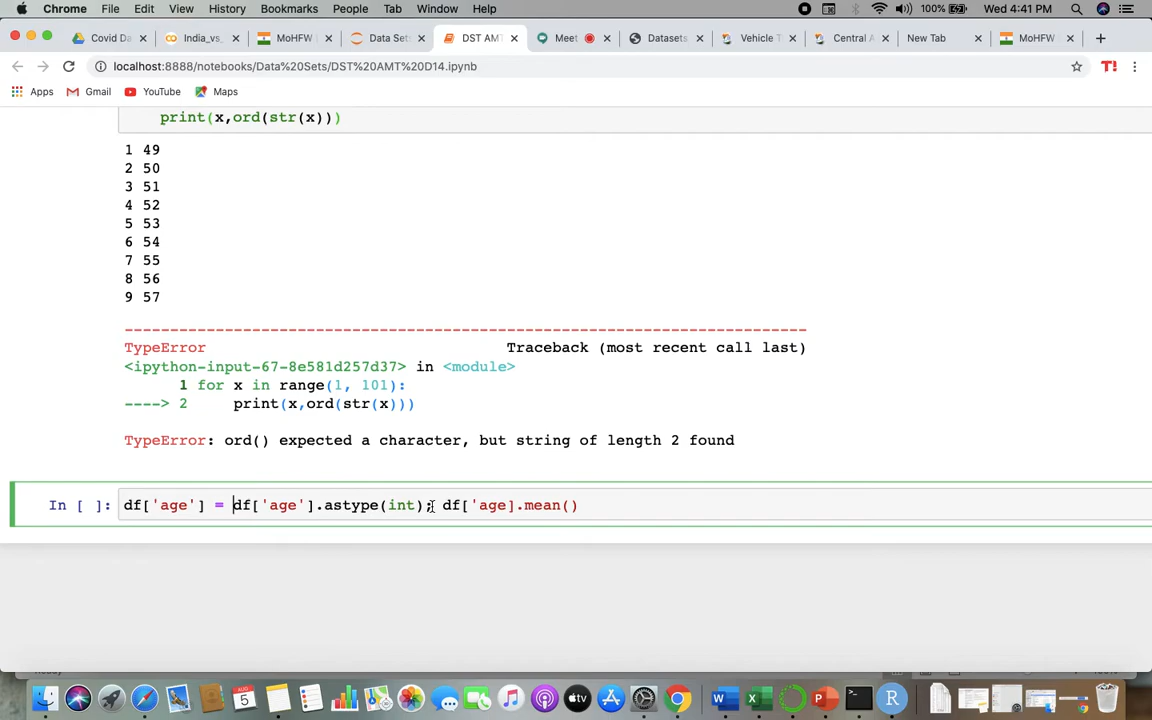 Chrome File Edit View History Bookmarks People Tab Window Help 100% Wed 4:41 PM
Covid Da India_vs_ MoHFW Data Sets DST AMT Meet Datasets Vehicle T Central A New Tab MoHFW
localhost:8888/notebooks/Data%20Sets/DST%20AMT%20D14.ipynb
Apps Gmail YouTube Maps
print(x,ord(str(x)))
1 49
2 50
3 51
4 52
5 53
6 54
7 55
8 56
9 57
---------------------------------------------------------------------------
TypeError Traceback (most recent call last)
<ipython-input-67-8e581d257d37> in <module>
1 for x in range(1, 101):
----> 2 print(x,ord(str(x)))
TypeError: ord() expected a character, but string of length 2 found
In [ ]: df['age'] = df['age'].astype(int); df['age].mean()